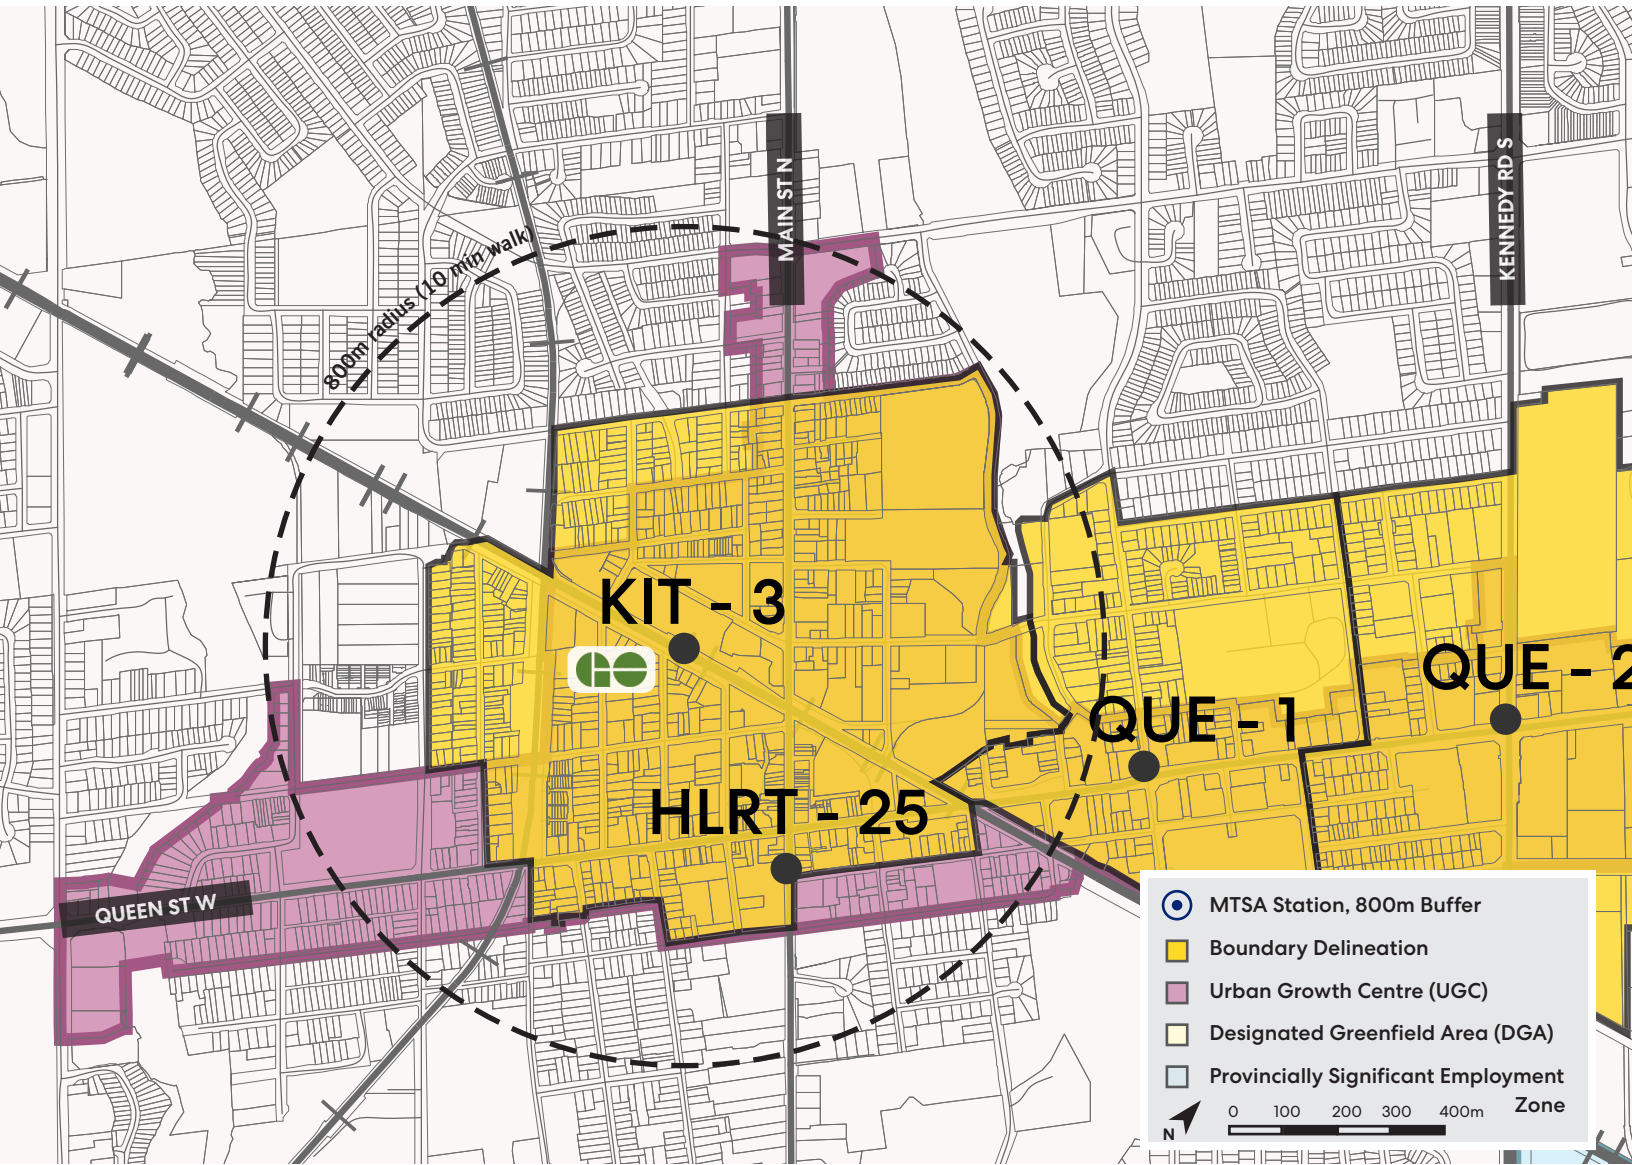 MAIN ST N
KENNEDY RD S
800m radius (10 min walk)
KIT - 3
GO
QUE - 2
QUE - 1
HLRT - 25
QUEEN ST W
MTSA Station, 800m Buffer
Boundary Delineation
Urban Growth Centre (UGC)
Designated Greenfield Area (DGA)
Provincially Significant Employment
Zone
0 100 200 300 400m
N